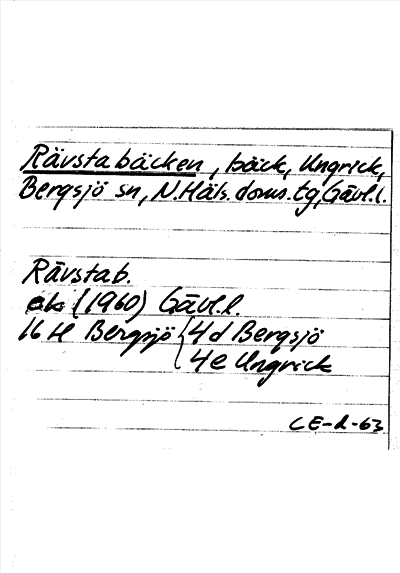 Rävstabäcken, bäck, Ungrick,
Bergsjö sn, N.Häls.doms.tg, Gävl.l.
Rävstab.
ek (1960) Gävl.l.
16 H Bergsjö { 4 d Bergsjö
4 e Ungrick
CE-L-63